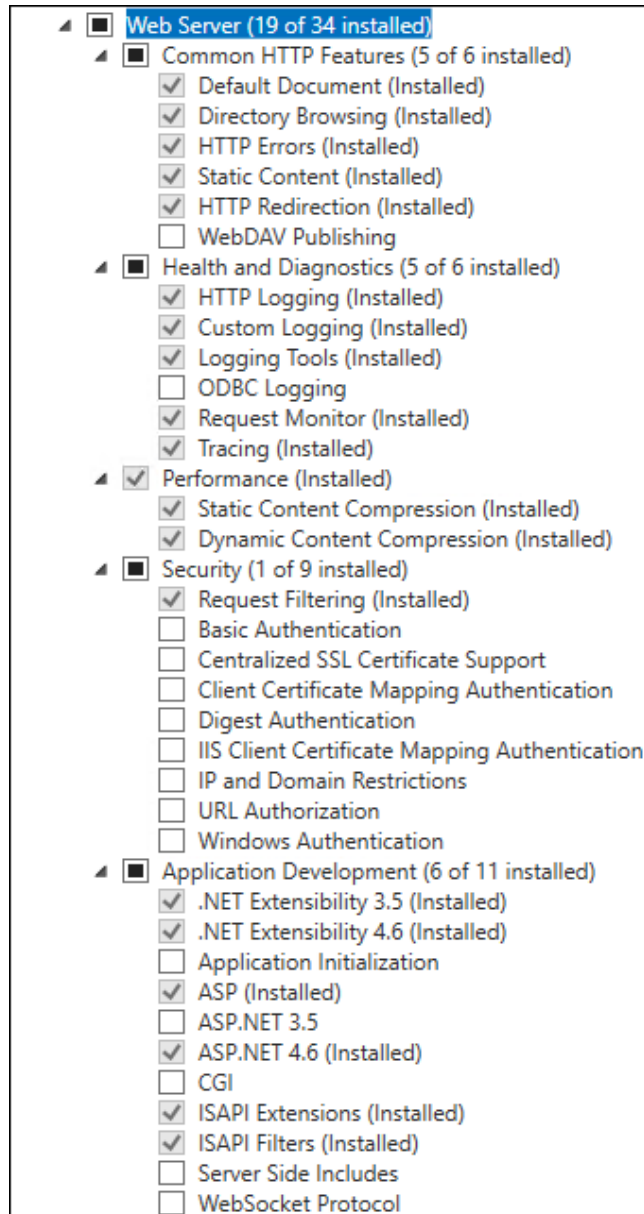 Web Server (19 of 34 installed)
Common HTTP Features (5 of 6 installed)
Default Document (Installed)
Directory Browsing (Installed)
HTTP Errors (Installed)
Static Content (Installed)
HTTP Redirection (Installed)
WebDAV Publishing
Health and Diagnostics (5 of 6 installed)
HTTP Logging (Installed)
Custom Logging (Installed)
Logging Tools (Installed)
ODBC Logging
Request Monitor (Installed)
Tracing (Installed)
Performance (Installed)
Static Content Compression (Installed)
Dynamic Content Compression (Installed)
Security (1 of 9 installed)
Request Filtering (Installed)
Basic Authentication
Centralized SSL Certificate Support
Client Certificate Mapping Authentication
Digest Authentication
IIS Client Certificate Mapping Authentication
IP and Domain Restrictions
URL Authorization
Windows Authentication
Application Development (6 of 11 installed)
.NET Extensibility 3.5 (Installed)
.NET Extensibility 4.6 (Installed)
Application Initialization
ASP (Installed)
ASP.NET 3.5
ASP.NET 4.6 (Installed)
CGI
ISAPI Extensions (Installed)
ISAPI Filters (Installed)
Server Side Includes
WebSocket Protocol